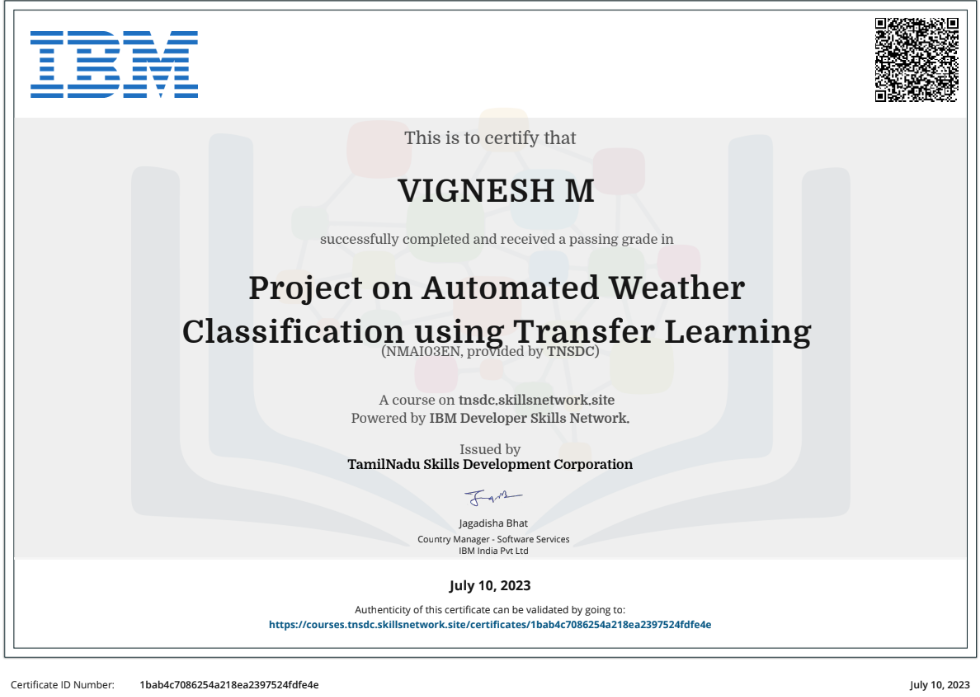 IBM
This is to certify that
VIGNESH M
successfully completed and received a passing grade in
Project on Automated Weather
Classification using Transfer Learning
(NMAI03EN, provided by TNSDC)
A course on tnsdc.skillsnetwork.site
Powered by IBM Developer Skills Network.
Issued by
TamilNadu Skills Development Corporation
Jagadisha Bhat
Country Manager - Software Services
IBM India Pvt Ltd
July 10, 2023
Authenticity of this certificate can be validated by going to:
https://courses.tnsdc.skillsnetwork.site/certificates/1bab4c7086254a218ea2397524fdfe4e
Certificate ID Number: 1bab4c7086254a218ea2397524fdfe4e
July 10, 2023